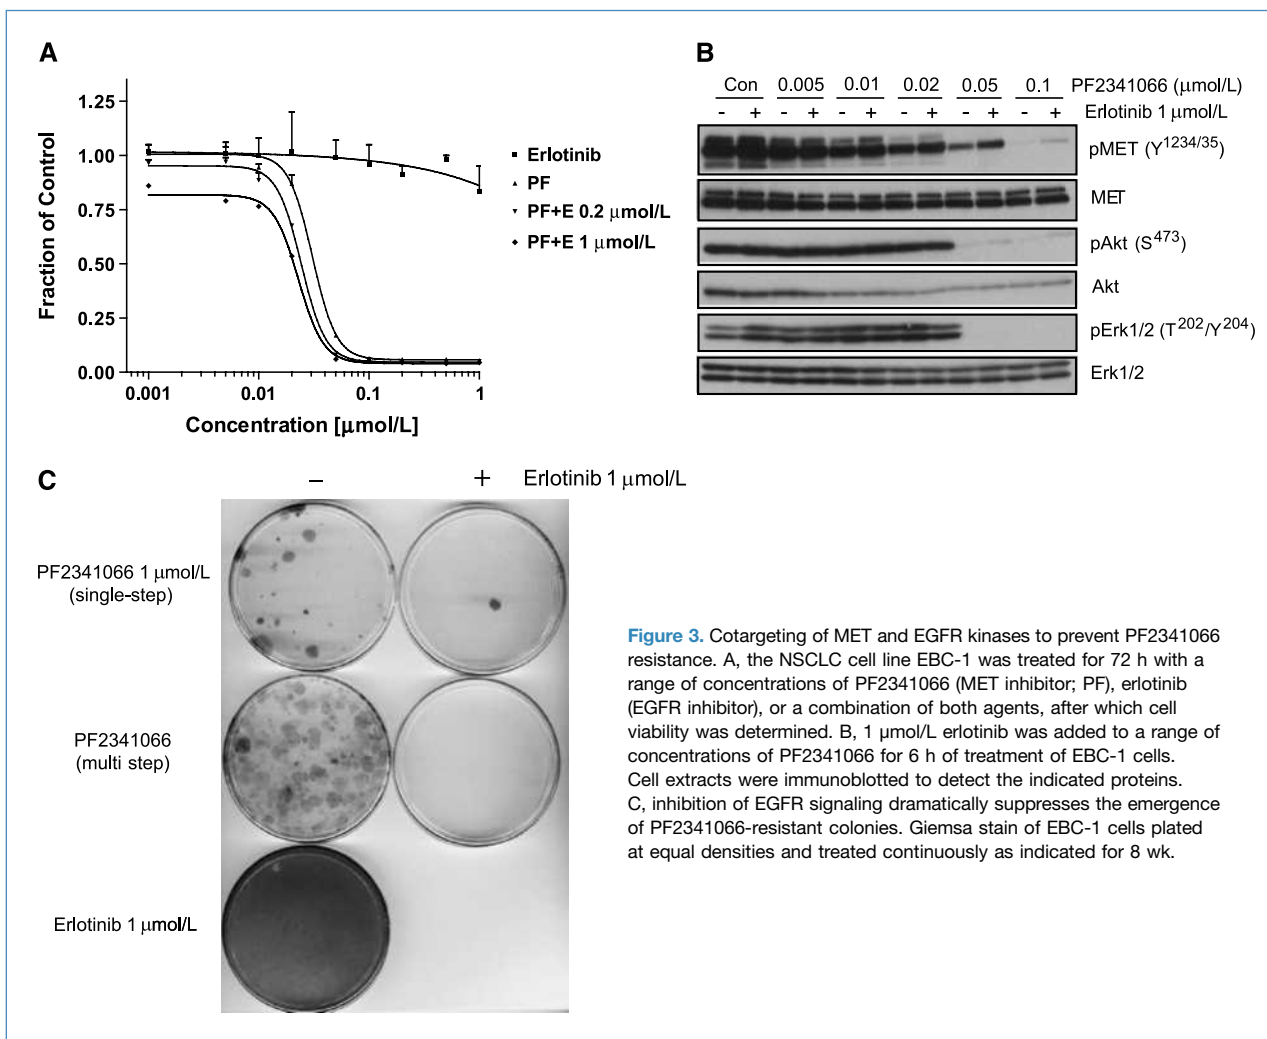 A
1.25
1.00
0.75
0.50
0.25
0.00
Fraction of Control
0.001 0.01 0.1 1
Concentration [μmol/L]
Erlotinib
PF
PF+E 0.2 μmol/L
PF+E 1 μmol/L
B
Con 0.005 0.01 0.02 0.05 0.1 PF2341066 (μmol/L)
- + - + - + - + - + - + Erlotinib 1 μmol/L
pMET (Y1234/35)
MET
pAkt (S473)
Akt
pErk1/2 (T202/Y204)
Erk1/2
C
– + Erlotinib 1 μmol/L
PF2341066 1 μmol/L
(single-step)
PF2341066
(multi step)
Erlotinib 1 μmol/L
Figure 3. Cotargeting of MET and EGFR kinases to prevent PF2341066
resistance. A, the NSCLC cell line EBC-1 was treated for 72 h with a
range of concentrations of PF2341066 (MET inhibitor; PF), erlotinib
(EGFR inhibitor), or a combination of both agents, after which cell
viability was determined. B, 1 μmol/L erlotinib was added to a range of
concentrations of PF2341066 for 6 h of treatment of EBC-1 cells.
Cell extracts were immunoblotted to detect the indicated proteins.
C, inhibition of EGFR signaling dramatically suppresses the emergence
of PF2341066-resistant colonies. Giemsa stain of EBC-1 cells plated
at equal densities and treated continuously as indicated for 8 wk.